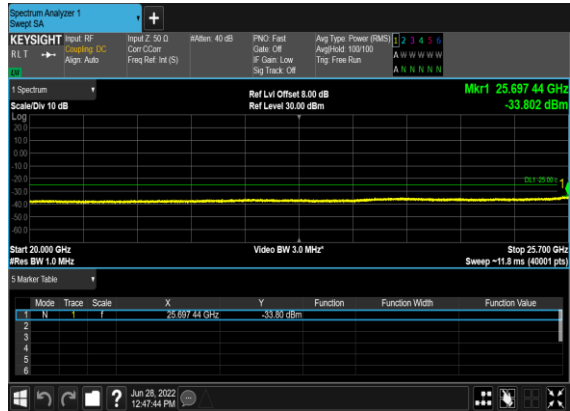 Spectrum Analyzer 1
Swept SA
+
KEYSIGHT Input: RF Input Z: 50 Ω #Atten: 40 dB PNO: Fast Avg Type: Power (RMS) 1 2 3 4 5 6
RLT Coupling: DC Corr CCorr Gate: Off Avg|Hold: 100/100 A W W W W W
Align: Auto Freq Ref: Int (S) IF Gain: Low Trig: Free Run
LW Sig Track: Off A N N N N N
1 Spectrum Ref Lvl Offset 8.00 dB Mkr1 25.697 44 GHz
Scale/Div 10 dB Ref Level 30.00 dBm -33.802 dBm
Log
20.0
10.0
0.00
-10.0
-20.0 DL1 -25.00 1
-30.0
-40.0
-50.0
-60.0
Start 20.000 GHz Video BW 3.0 MHz* Stop 25.700 GHz
#Res BW 1.0 MHz Sweep ~11.8 ms (40001 pts)
5 Marker Table
Mode Trace Scale X Y Function Function Width Function Value
1 N 1 f 25.697 44 GHz -33.80 dBm
2
3
4
5
6
? Jun 28, 2022
12:47:44 PM